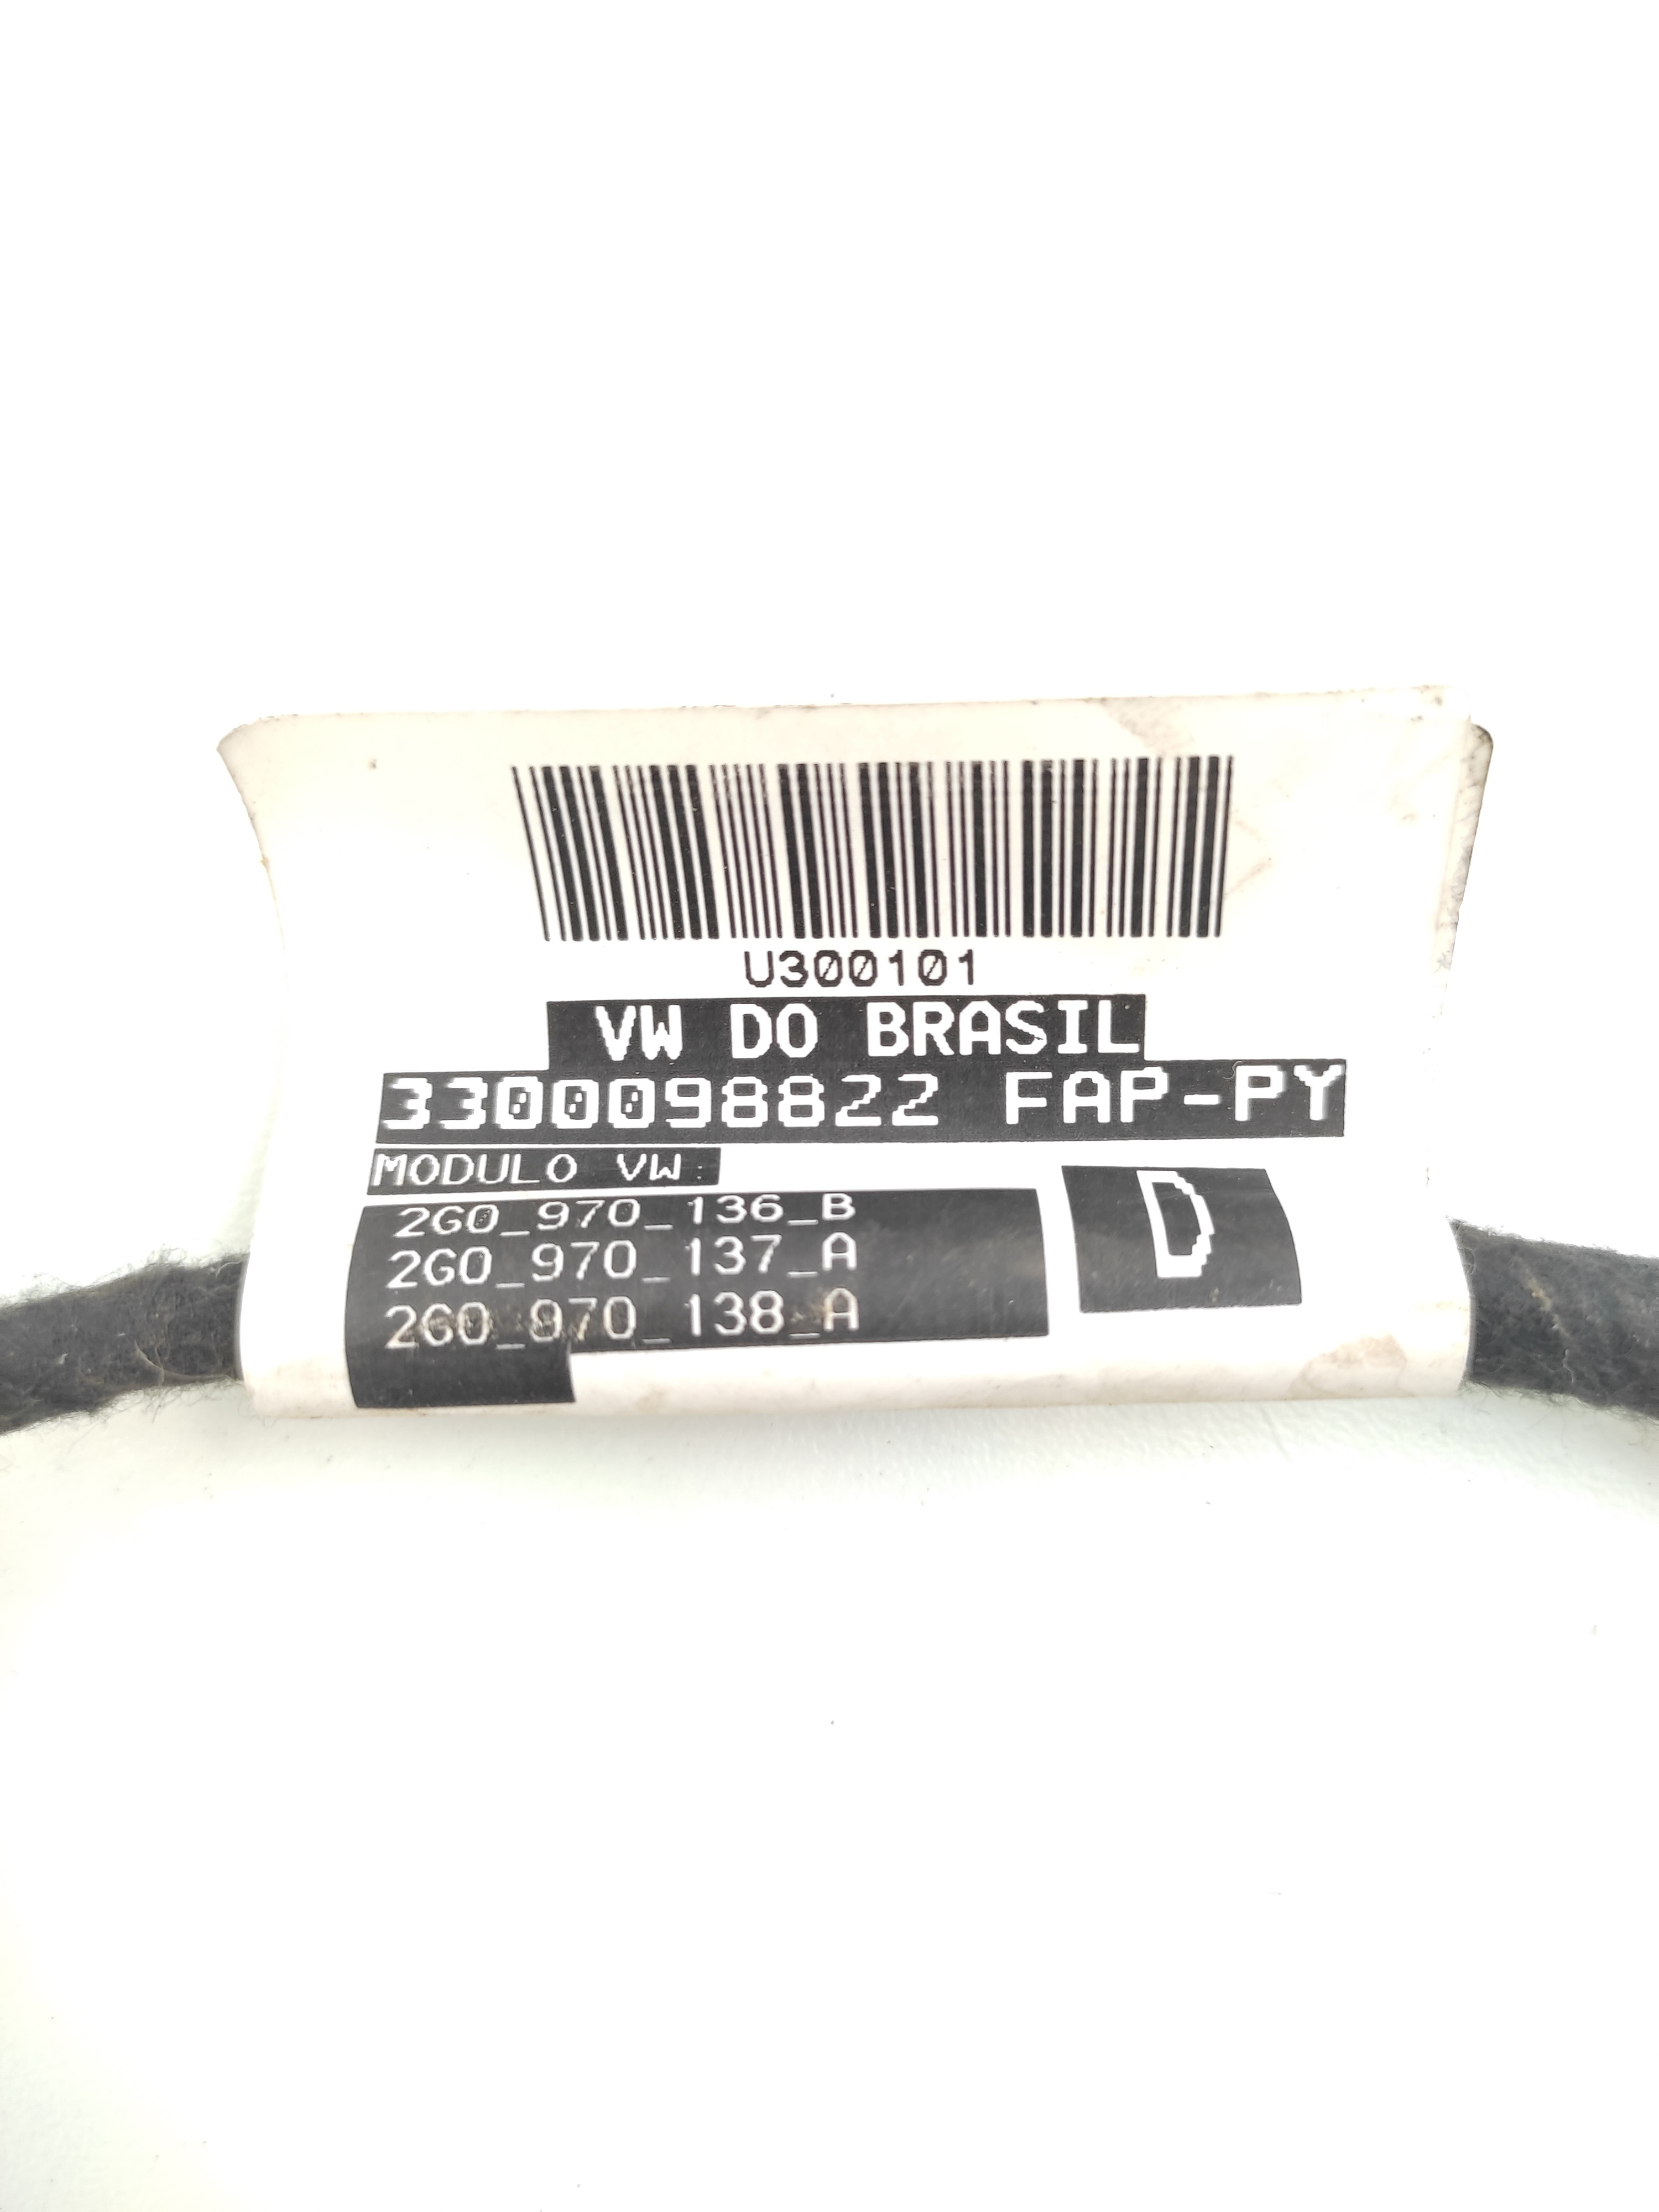 U300101
VW DO BRASIL
3300098822 FAP-PY
MODULO VW:
2G0_970_136_B
D
2G0_970_137_A
2G0_970_138_A